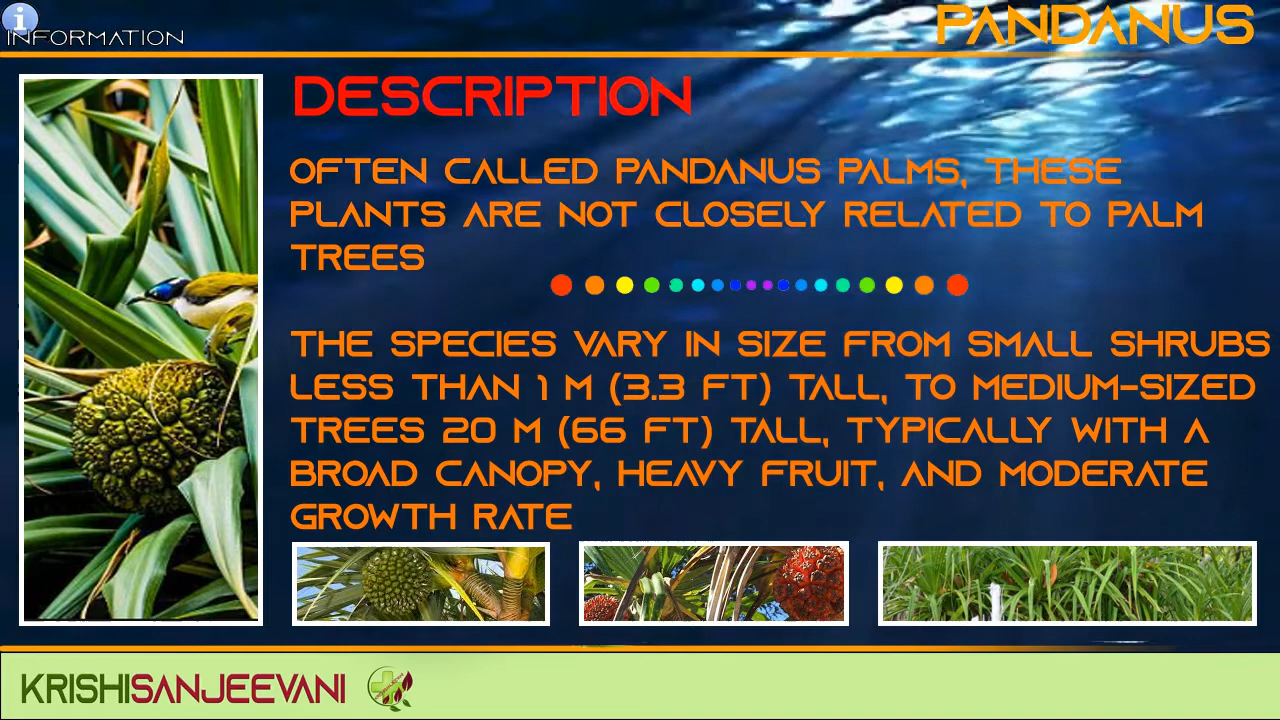 INFORMATION
PANDANUS
DESCRIPTION
OFTEN CALLED PANDANUS PALMS, THESE
PLANTS ARE NOT CLOSELY RELATED TO PALM
TREES
THE SPECIES VARY IN SIZE FROM SMALL SHRUBS
LESS THAN 1 M (3.3 FT) TALL, TO MEDIUM-SIZED
TREES 20 M (66 FT) TALL, TYPICALLY WITH A
BROAD CANOPY, HEAVY FRUIT, AND MODERATE
GROWTH RATE
KRISHISANJEEVANI